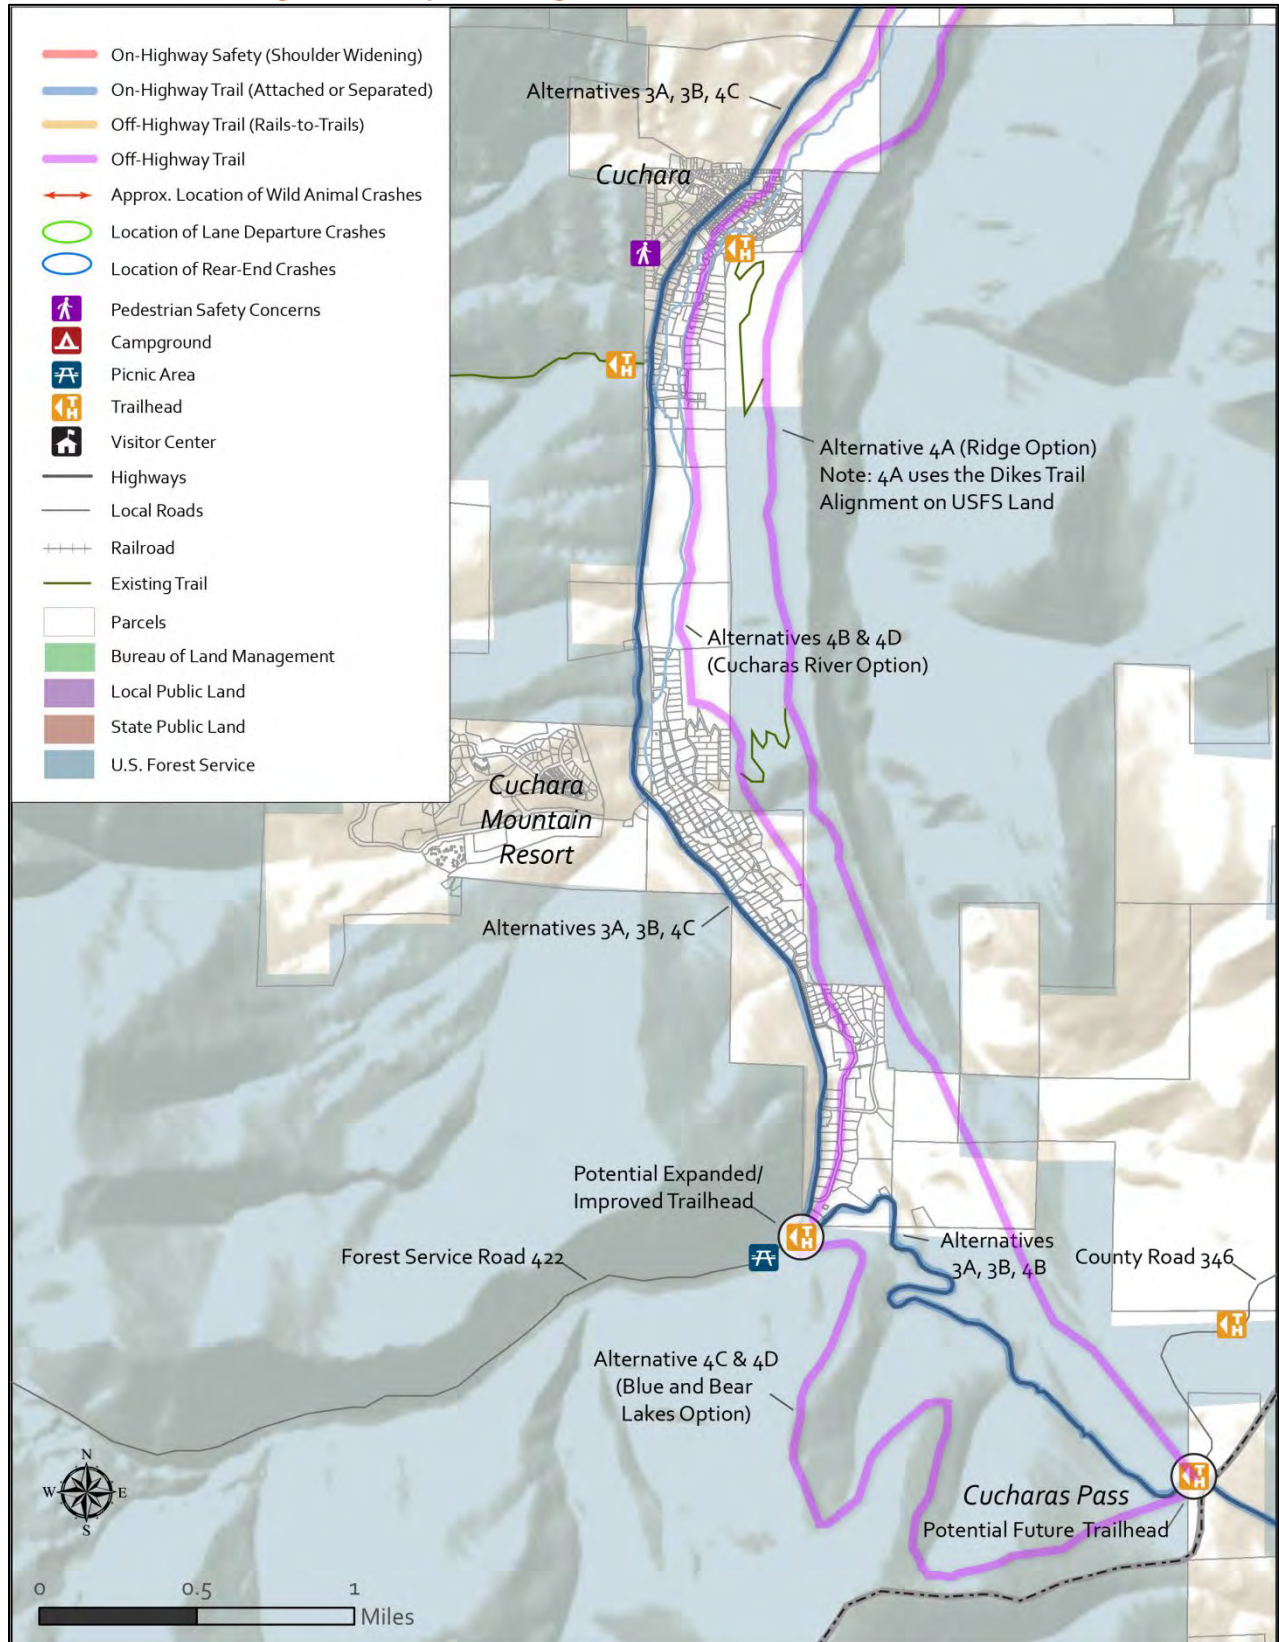 On-Highway Safety (Shoulder Widening)
On-Highway Trail (Attached or Separated)
Off-Highway Trail (Rails-to-Trails)
Off-Highway Trail
Approx. Location of Wild Animal Crashes
Location of Lane Departure Crashes
Location of Rear-End Crashes
Pedestrian Safety Concerns
Campground
Picnic Area
TH
Trailhead
Visitor Center
Highways
Local Roads
Railroad
Existing Trail
Parcels
Bureau of Land Management
Local Public Land
State Public Land
U.S. Forest Service
Alternatives 3A, 3B, 4C
Cuchara
TH
TH
Alternative 4A (Ridge Option)
Note: 4A uses the Dikes Trail
Alignment on USFS Land
Alternatives 4B & 4D
(Cucharas River Option)
Cuchara
Mountain
Resort
Alternatives 3A, 3B, 4C
Potential Expanded/
Improved Trailhead
TH
Forest Service Road 422
Alternatives
3A, 3B, 4B
County Road 346
TH
Alternative 4C & 4D
(Blue and Bear
Lakes Option)
TH
Cucharas Pass
Potential Future Trailhead
N
W E
S
0 0.5 1
Miles